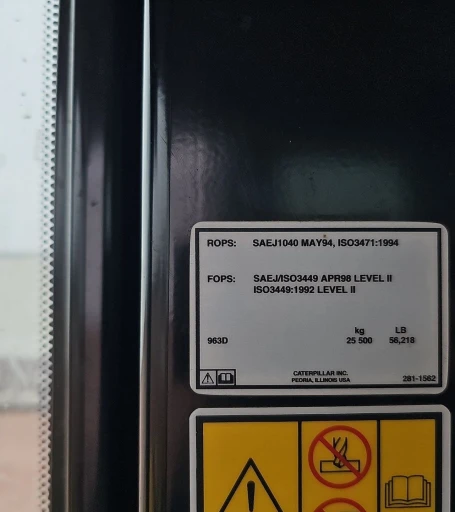 ROPS: SAEJ1040 MAY94, ISO3471:1994
FOPS: SAEJ/ISO3449 APR98 LEVEL II
ISO3449:1992 LEVEL II
kg LB
963D 25 500 56,218
CATERPILLAR INC.
PEORIA, ILLINOIS USA
281-1562